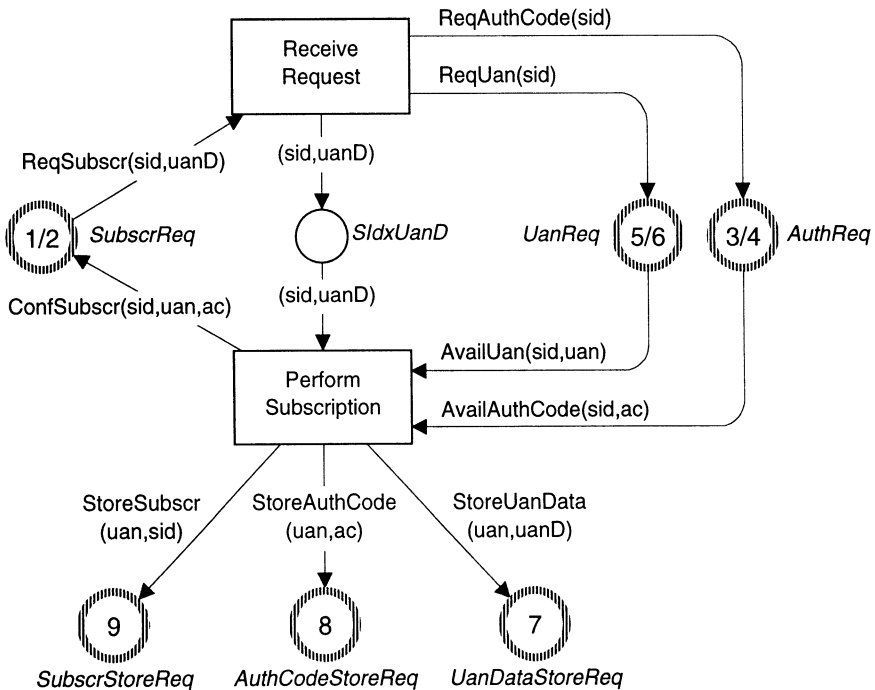 ReqAuthCode(sid)
Receive
Request
ReqUan(sid)
ReqSubscr(sid,uanD)
(sid,uanD)
1/2
SubscrReq
SIdxUanD
UanReq
5/6
3/4
AuthReq
(sid,uanD)
ConfSubscr(sid,uan,ac)
AvailUan(sid,uan)
Perform
Subscription
AvailAuthCode(sid,ac)
StoreSubscr
(uan,sid)
StoreAuthCode
(uan,ac)
StoreUanData
(uan,uanD)
9
8
7
SubscrStoreReq
AuthCodeStoreReq
UanDataStoreReq